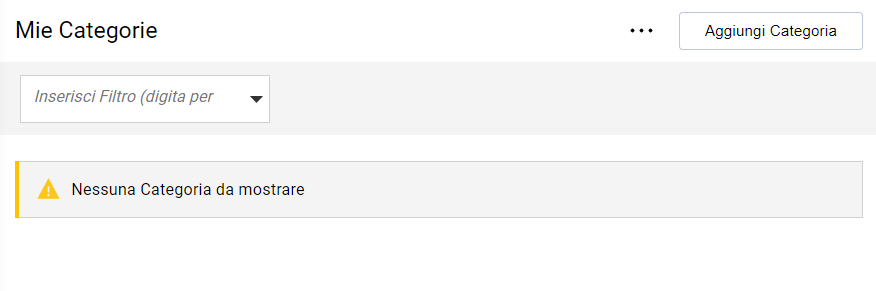 Mie Categorie
Aggiungi Categoria
Inserisci Filtro (digita per
Nessuna Categoria da mostrare